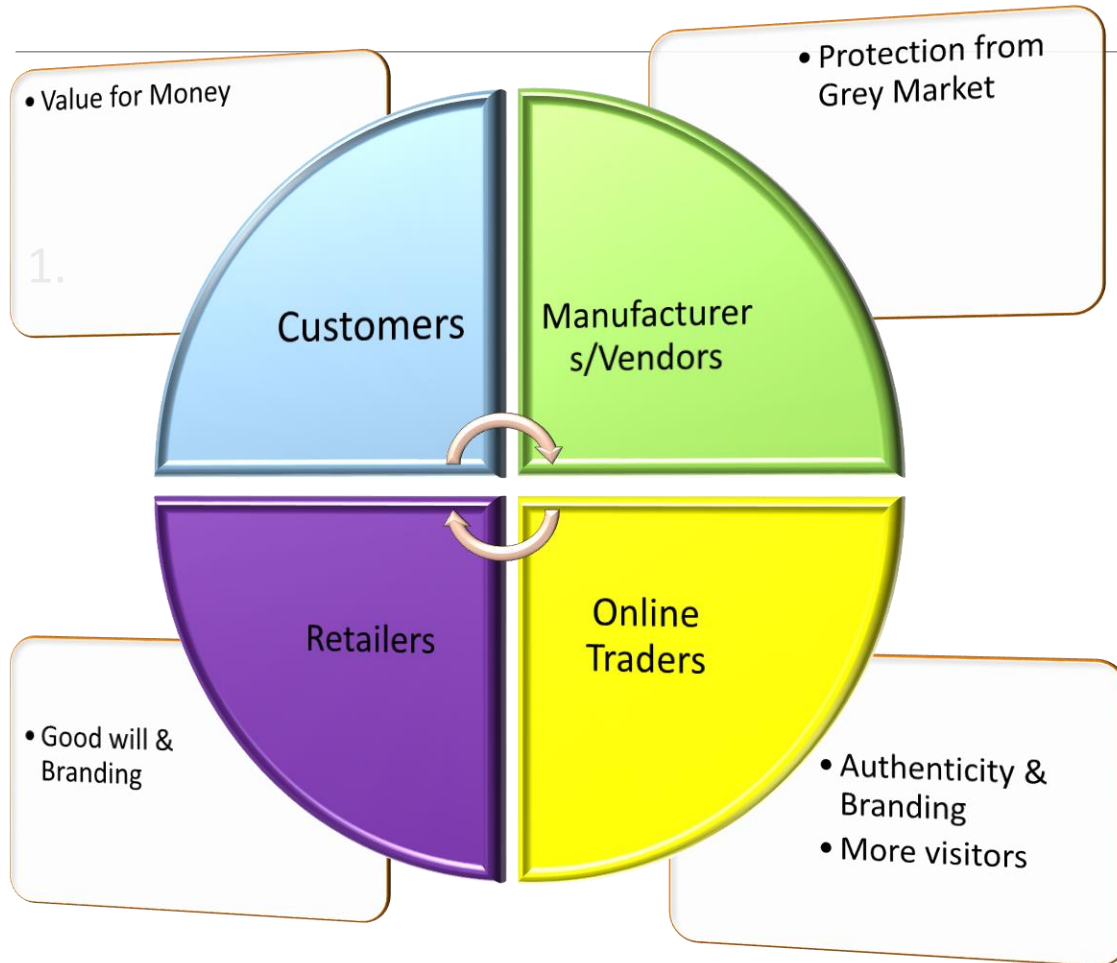 • Value for Money
1.
• Protection from
Grey Market
Customers
Manufacturer
s/Vendors
Retailers
Online
Traders
• Good will &
Branding
• Authenticity &
Branding
• More visitors